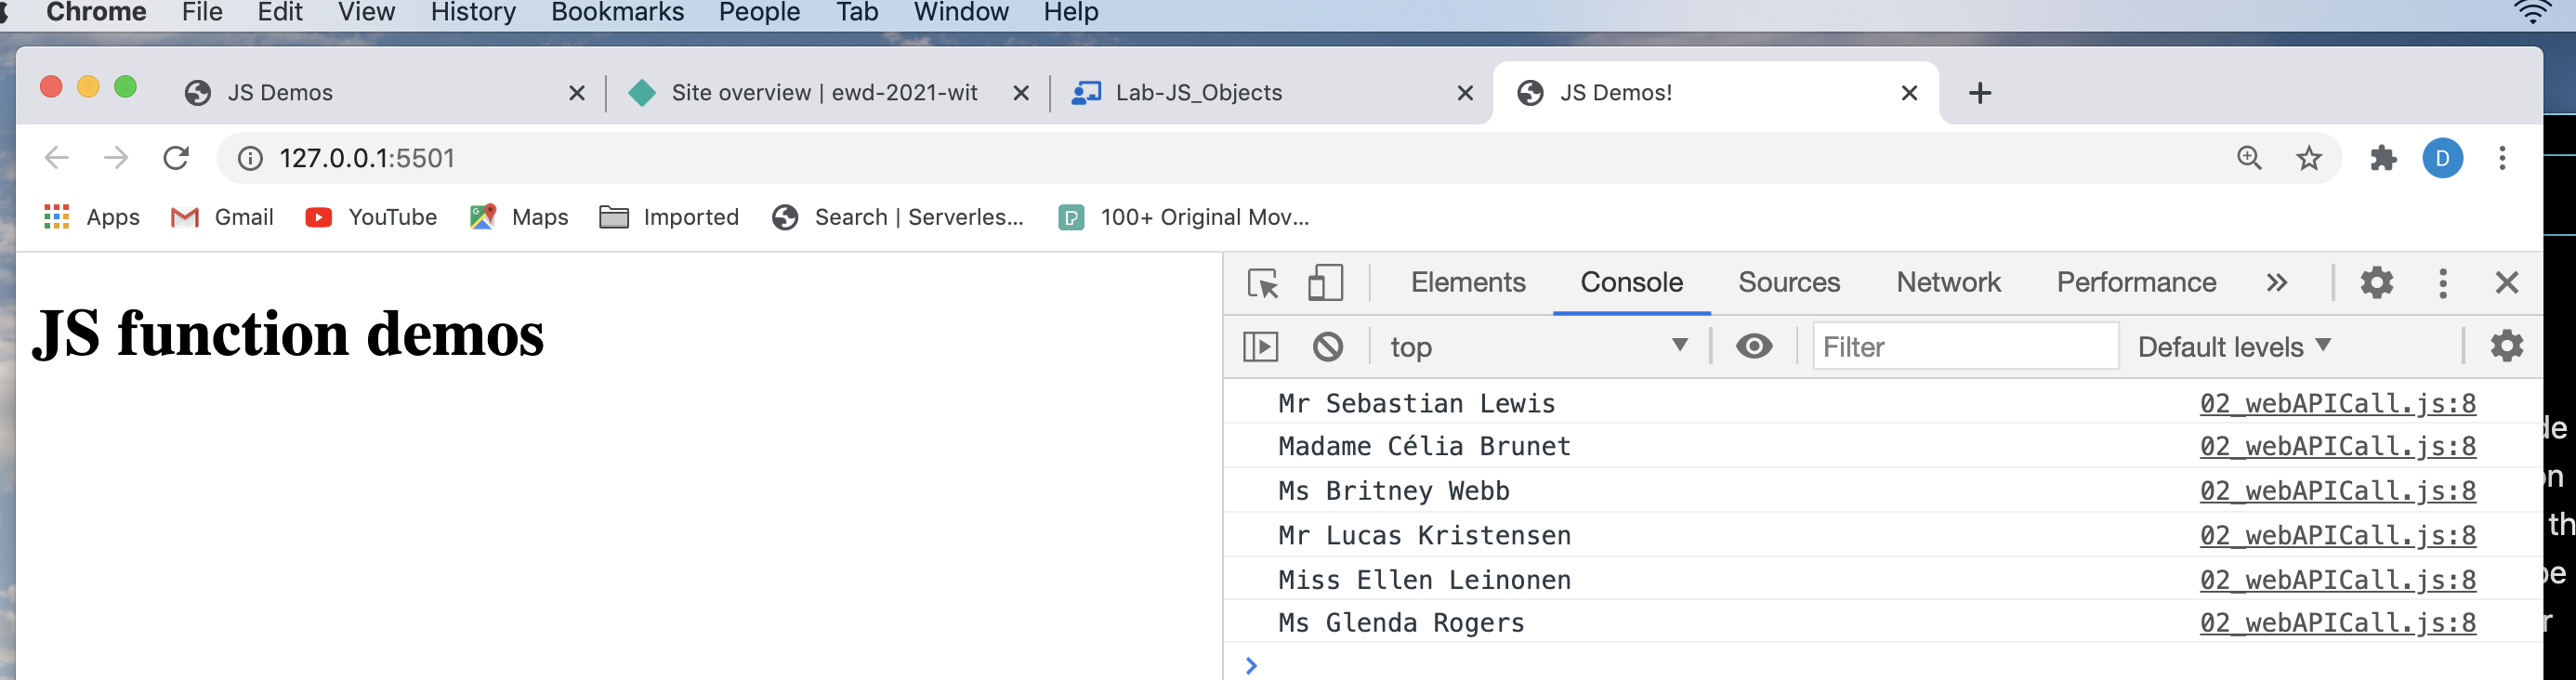 Chrome File Edit View History Bookmarks People Tab Window Help
JS Demos Site overview | ewd-2021-wit Lab-JS_Objects JS Demos!
127.0.0.1:5501 D
Apps Gmail YouTube Maps Imported Search | Serverles... 100+ Original Mov...
Elements Console Sources Network Performance
JS function demos
top Filter Default levels
Mr Sebastian Lewis 02_webAPICall.js:8
Madame Célia Brunet 02_webAPICall.js:8
Ms Britney Webb 02_webAPICall.js:8
Mr Lucas Kristensen 02_webAPICall.js:8
Miss Ellen Leinonen 02_webAPICall.js:8
Ms Glenda Rogers 02_webAPICall.js:8